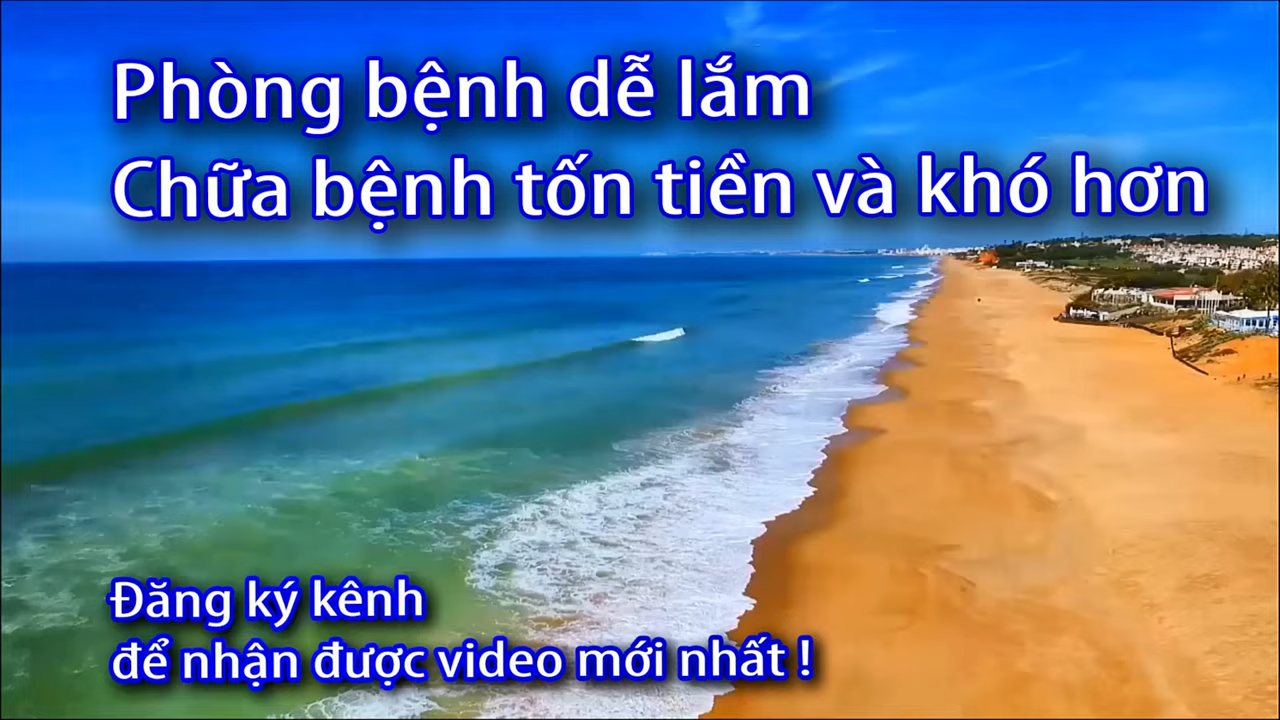 Phòng bệnh dễ lắm
Chữa bệnh tốn tiền và khó hơn
Đăng ký kênh
để nhận được video mới nhất !